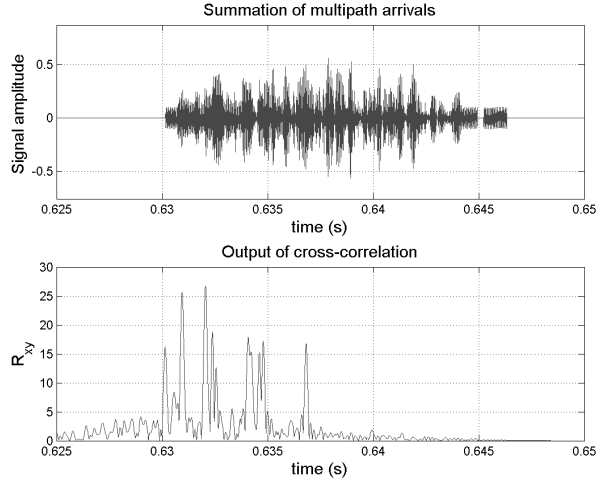 Summation of multipath arrivals
Signal amplitude
0.5
0
-0.5
0.625 0.63 0.635 0.64 0.645 0.65
time (s)
Output of cross-correlation
Rxy
30
25
20
15
10
5
0
0.625 0.63 0.635 0.64 0.645 0.65
time (s)